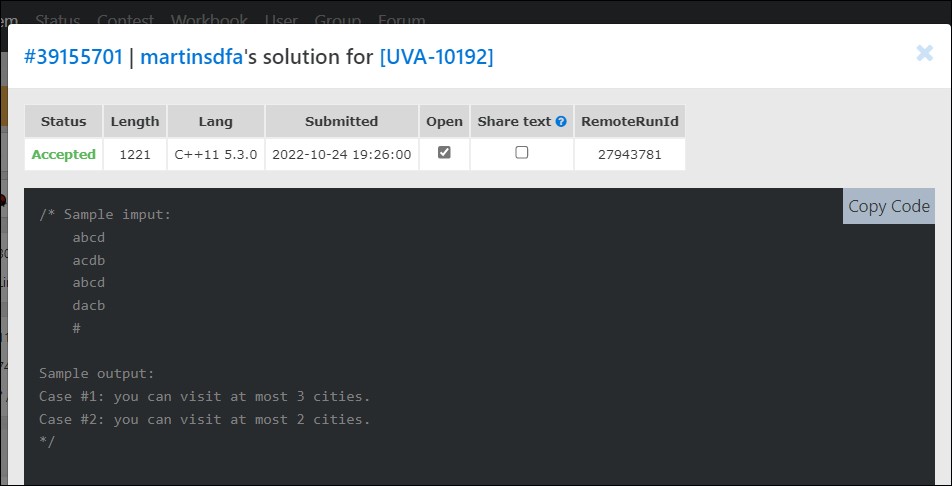 em Status Contest Workbook User Group Forum
#39155701 | martinsdfa's solution for [UVA-10192]
×
Status Length Lang Submitted Open Share text ? RemoteRunId
Accepted 1221 C++11 5.3.0 2022-10-24 19:26:00 27943781
Copy Code
/* Sample imput:
abcd
acdb
abcd
dacb
#
Sample output:
Case #1: you can visit at most 3 cities.
Case #2: you can visit at most 2 cities.
*/